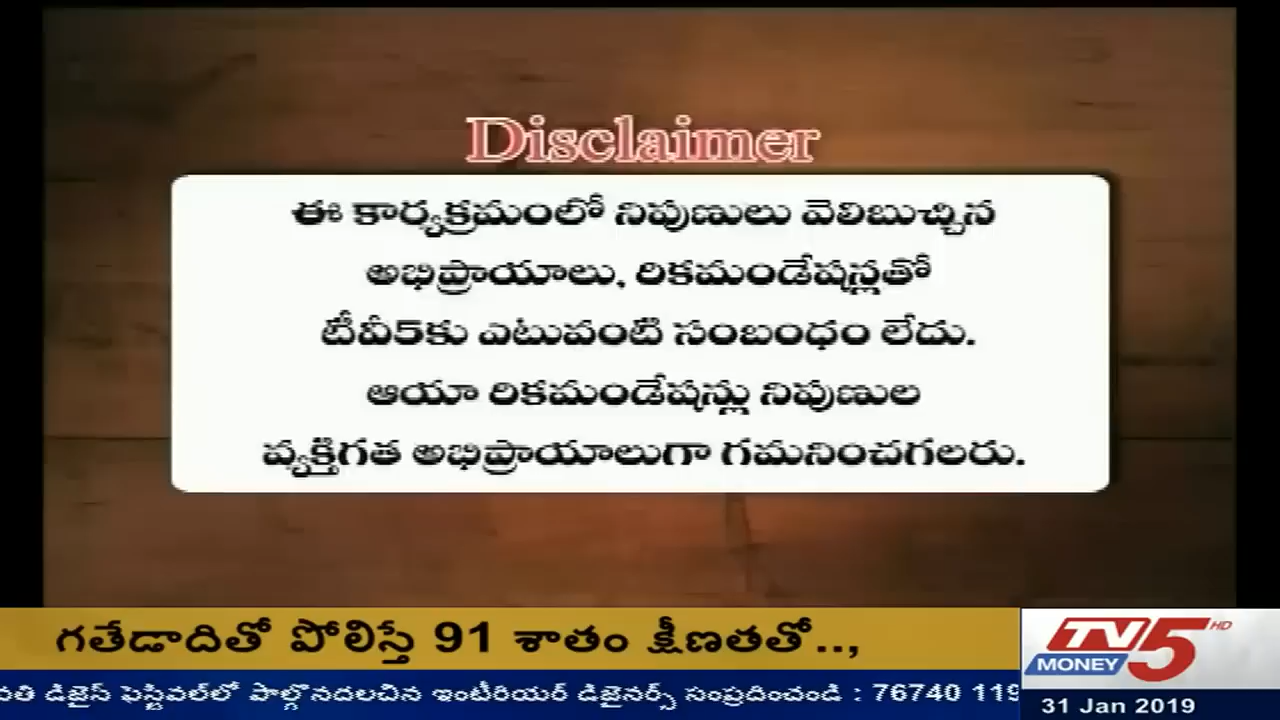 Disclaimer
ఈ కార్యక్రమంలో నిపుణులు వెలిబుచ్చిన
అభిప్రాయాలు, రికమండేషన్లతో
టీవీ5కు ఎటువంటి సంబంధం లేదు.
ఆయా రికమండేషన్లు నిపుణుల
వ్యక్తిగత అభిప్రాయాలుగా గమనించగలరు.
గతేడాదితో పోలిస్తే 91 శాతం క్షీణతతో..,
TV5 HD
MONEY
డిజైన్ ఫెస్టివల్‌లో పాల్గొనదలచిన ఇంటీరియర్ డిజైనర్స్ సంప్రదించండి : 76740 119
31 Jan 2019